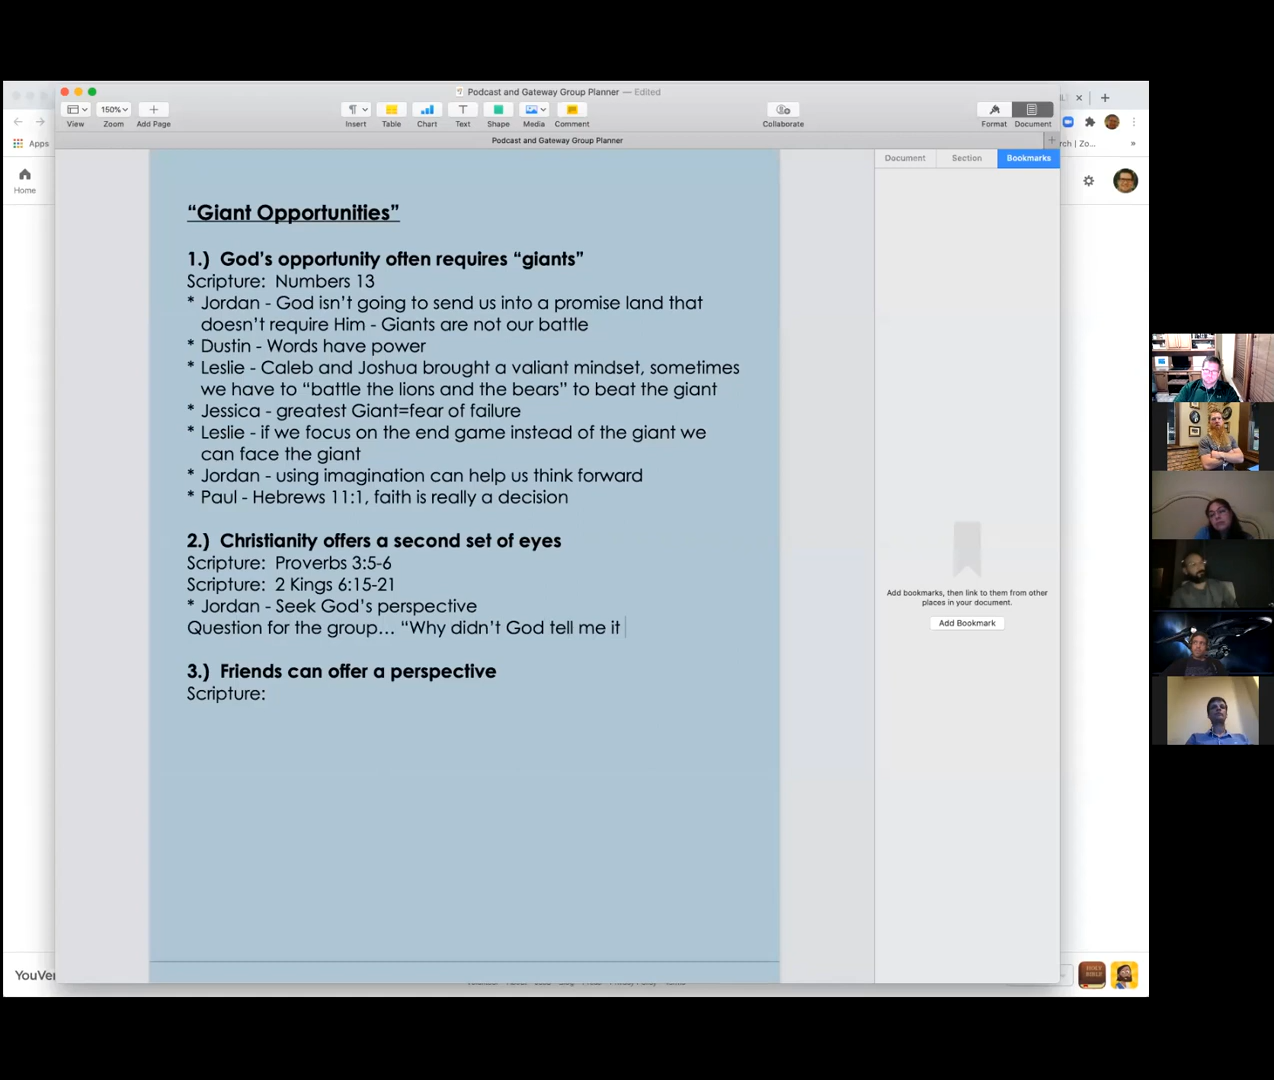 Podcast and Gateway Group Planner — Edited
150%
View
Zoom
Add Page
Insert
Table
Chart
Text
Shape
Media
Comment
Collaborate
Format
Document
Podcast and Gateway Group Planner
Apps
Home
Document
Section
Bookmarks
“Giant Opportunities”
1.) God’s opportunity often requires “giants”
Scripture: Numbers 13
* Jordan - God isn’t going to send us into a promise land that
doesn’t require Him - Giants are not our battle
* Dustin - Words have power
* Leslie - Caleb and Joshua brought a valiant mindset, sometimes
we have to “battle the lions and the bears” to beat the giant
* Jessica - greatest Giant=fear of failure
* Leslie - if we focus on the end game instead of the giant we
can face the giant
* Jordan - using imagination can help us think forward
* Paul - Hebrews 11:1, faith is really a decision
2.) Christianity offers a second set of eyes
Scripture: Proverbs 3:5-6
Scripture: 2 Kings 6:15-21
* Jordan - Seek God’s perspective
Question for the group… “Why didn’t God tell me it
3.) Friends can offer a perspective
Scripture:
Add bookmarks, then link to them from other
places in your document.
Add Bookmark
YouVer
HOLY
BIBLE